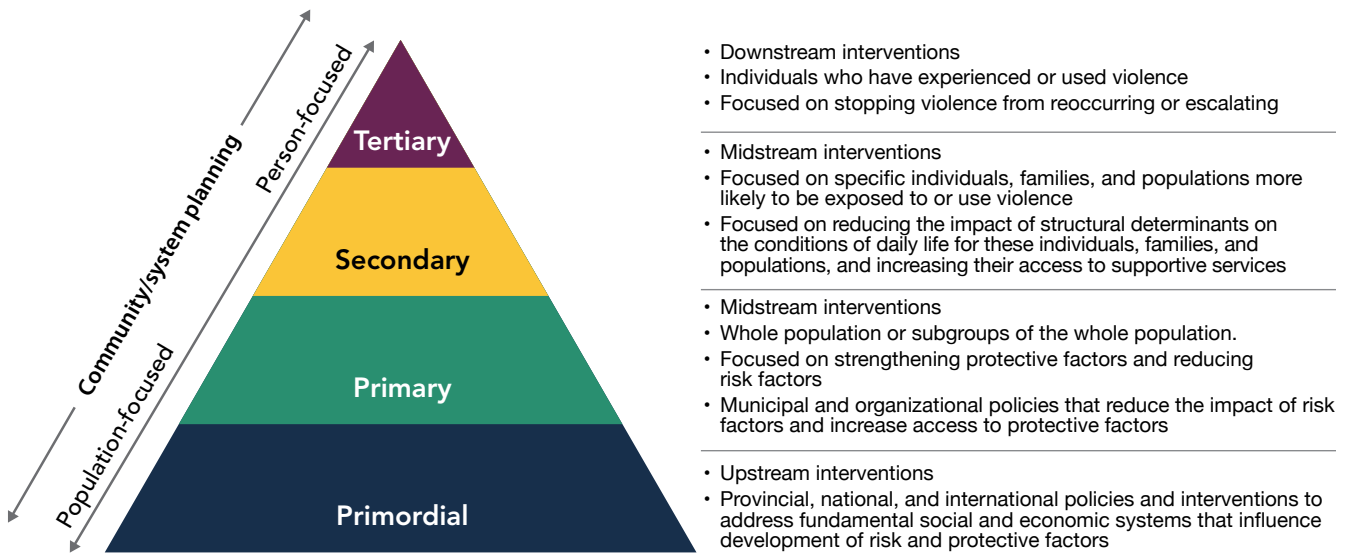 Community/system planning
Person-focused
Population-focused
Tertiary
• Downstream interventions
• Individuals who have experienced or used violence
• Focused on stopping violence from reoccurring or escalating
Secondary
• Midstream interventions
• Focused on specific individuals, families, and populations more
likely to be exposed to or use violence
• Focused on reducing the impact of structural determinants on
the conditions of daily life for these individuals, families, and
populations, and increasing their access to supportive services
Primary
• Midstream interventions
• Whole population or subgroups of the whole population.
• Focused on strengthening protective factors and reducing
risk factors
• Municipal and organizational policies that reduce the impact of risk
factors and increase access to protective factors
Primordial
• Upstream interventions
• Provincial, national, and international policies and interventions to
address fundamental social and economic systems that influence
development of risk and protective factors